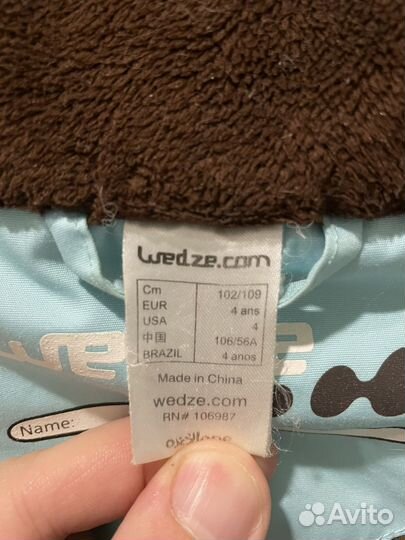 wedze.com
Cm 102/109
EUR 4 ans
USA 4
中国 106/56A
BRAZIL 4 anos
Made in China
wedze.com
RN# 106987
Name:
Avito